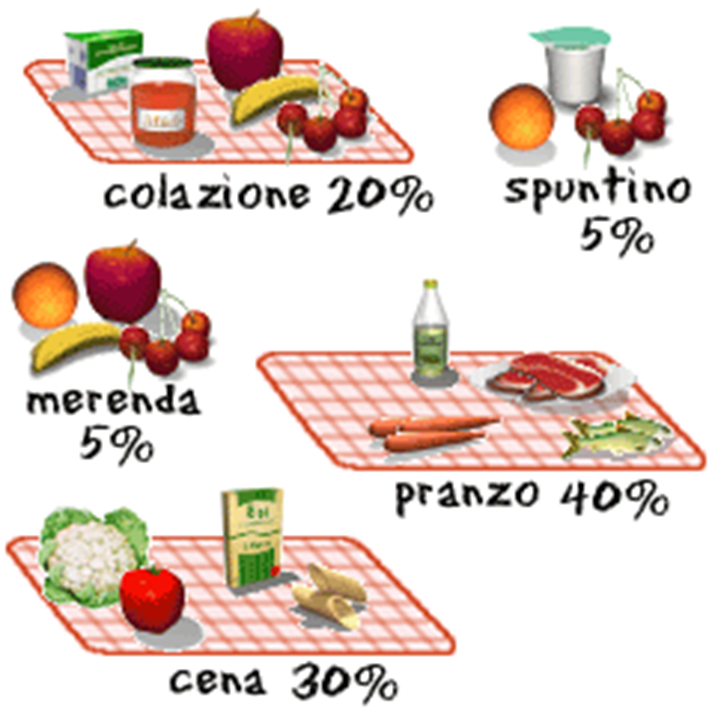 colazione 20%
spuntino
5%
merenda
5%
pranzo 40%
cena 30%